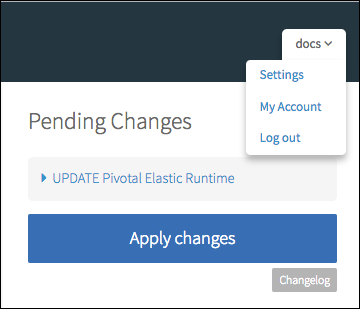 docs
Settings
My Account
Log out
Pending Changes
UPDATE Pivotal Elastic Runtime
Apply changes
Changelog